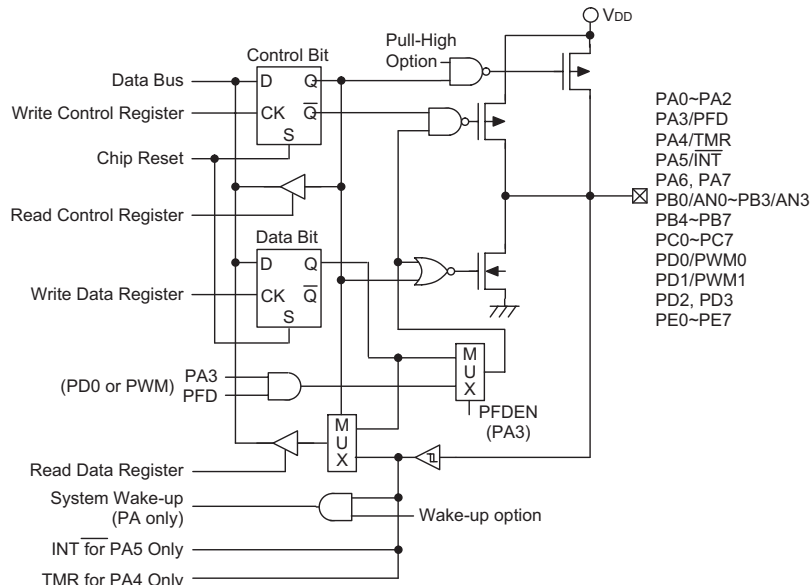 VDD
Control Bit
Pull-High
Option
Data Bus
D Q
Write Control Register
CK Q̅
S
Chip Reset
Read Control Register
Data Bit
D Q
Write Data Register
CK Q̅
S
PA0~PA2
PA3/PFD
PA4/TMR
PA5/I̅N̅T̅
PA6, PA7
PB0/AN0~PB3/AN3
PB4~PB7
PC0~PC7
PD0/PWM0
PD1/PWM1
PD2, PD3
PE0~PE7
(PD0 or PWM)
PA3
PFD
M
U
X
PFDEN
(PA3)
M
U
X
Read Data Register
System Wake-up
(PA only)
Wake-up option
INT for PA5 Only
TMR for PA4 Only